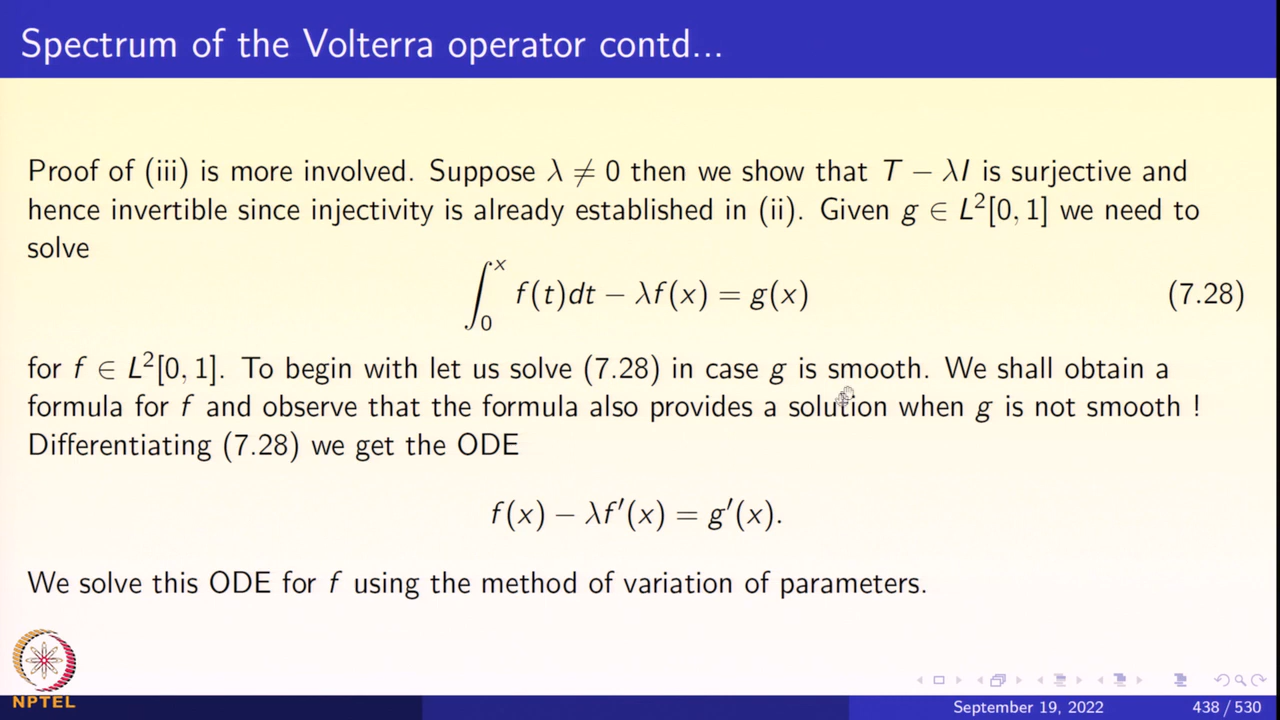 Spectrum of the Volterra operator contd...
Proof of (iii) is more involved. Suppose λ ≠ 0 then we show that T − λI is surjective and
hence invertible since injectivity is already established in (ii). Given g ∈ L²[0, 1] we need to
solve
∫₀ˣ f(t)dt − λf(x) = g(x) (7.28)
for f ∈ L²[0, 1]. To begin with let us solve (7.28) in case g is smooth. We shall obtain a
formula for f and observe that the formula also provides a solution when g is not smooth !
Differentiating (7.28) we get the ODE
f(x) − λf′(x) = g′(x).
We solve this ODE for f using the method of variation of parameters.
NPTEL
September 19, 2022 438 / 530